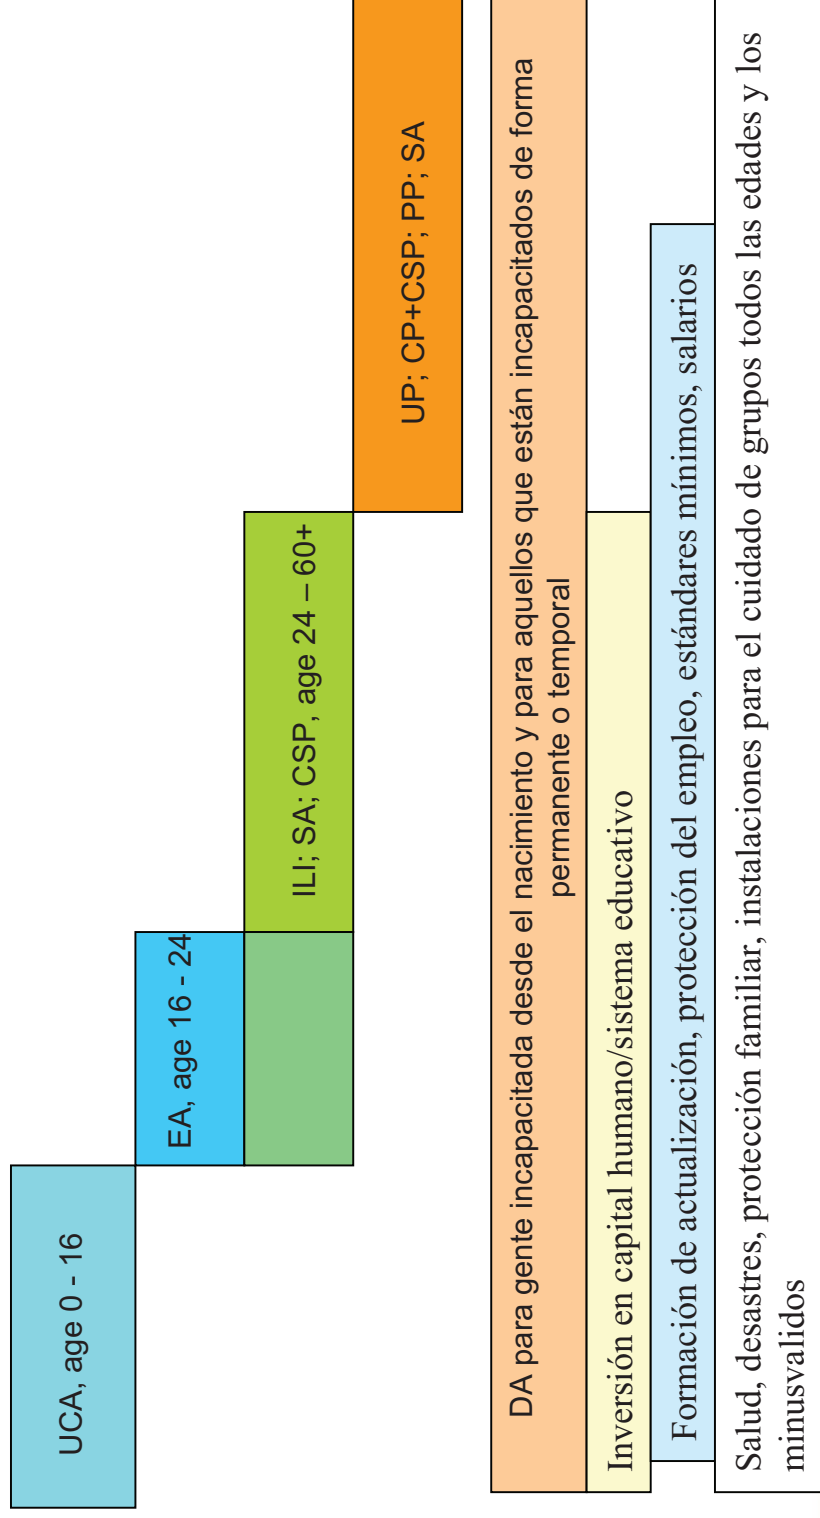 UCA, age 0 - 16
EA, age 16 - 24
ILI; SA; CSP, age 24 – 60+
UP; CP+CSP; PP; SA
DA para gente incapacitada desde el nacimiento y para aquellos que están incapacitados de forma
permanente o temporal
Inversión en capital humano/sistema educativo
Formación de actualización, protección del empleo, estándares mínimos, salarios
Salud, desastres, protección familiar, instalaciones para el cuidado de grupos todos las edades y los
minusvalidos